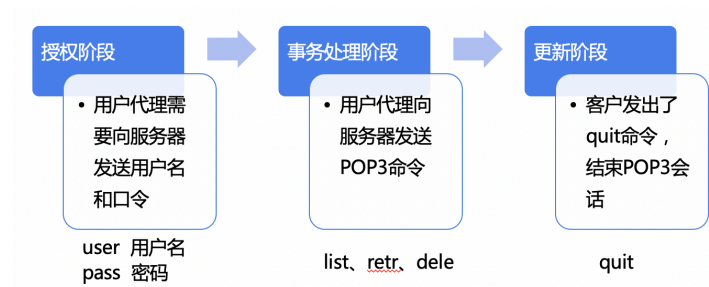 授权阶段
• 用户代理需
要向服务器
发送用户名
和口令
user 用户名
pass 密码
事务处理阶段
• 用户代理向
服务器发送
POP3命令
list、retr、dele
更新阶段
• 客户发出了
quit命令，
结束POP3会
话
quit